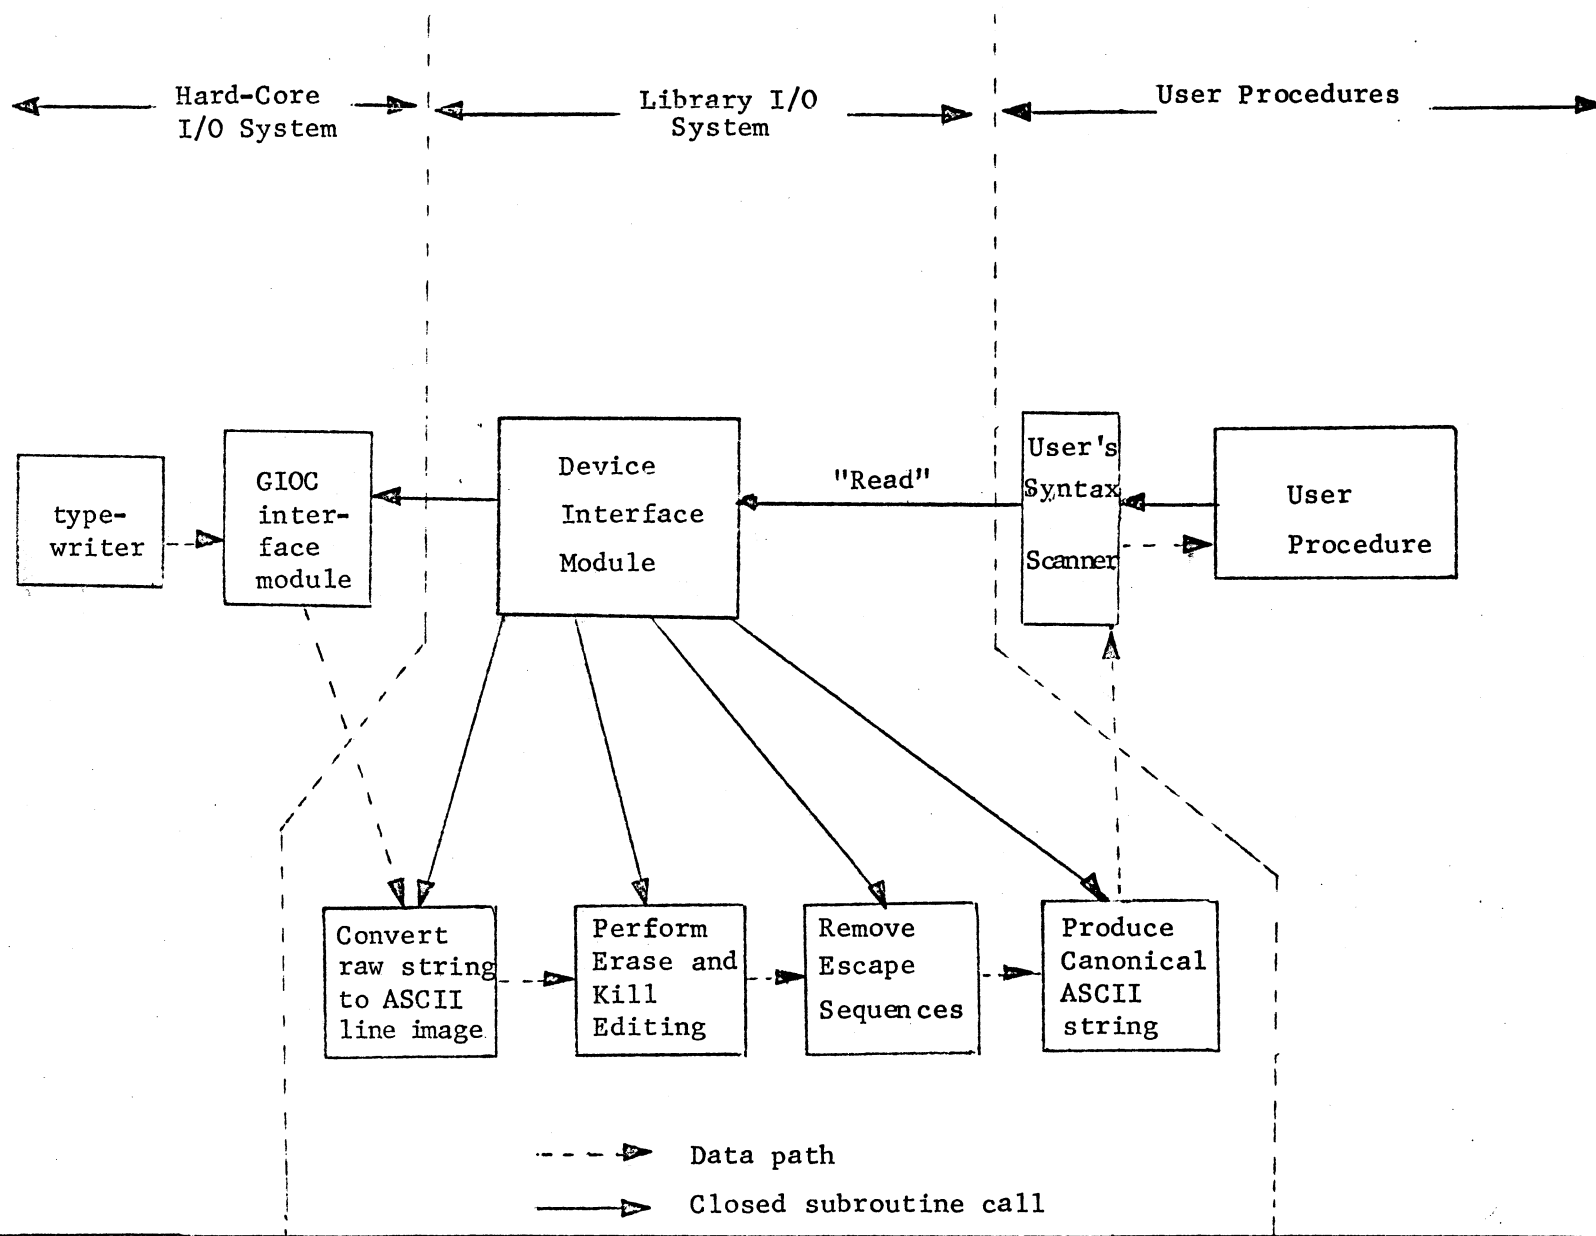 Hard-Core
I/O System
Library I/O
System
User Procedures
type-
writer
GIOC
inter-
face
module
Device
Interface
Module
"Read"
User's
Syntax
Scanner
User
Procedure
Convert
raw string
to ASCII
line image
Perform
Erase and
Kill
Editing
Remove
Escape
Sequences
Produce
Canonical
ASCII
string
Data path
Closed subroutine call